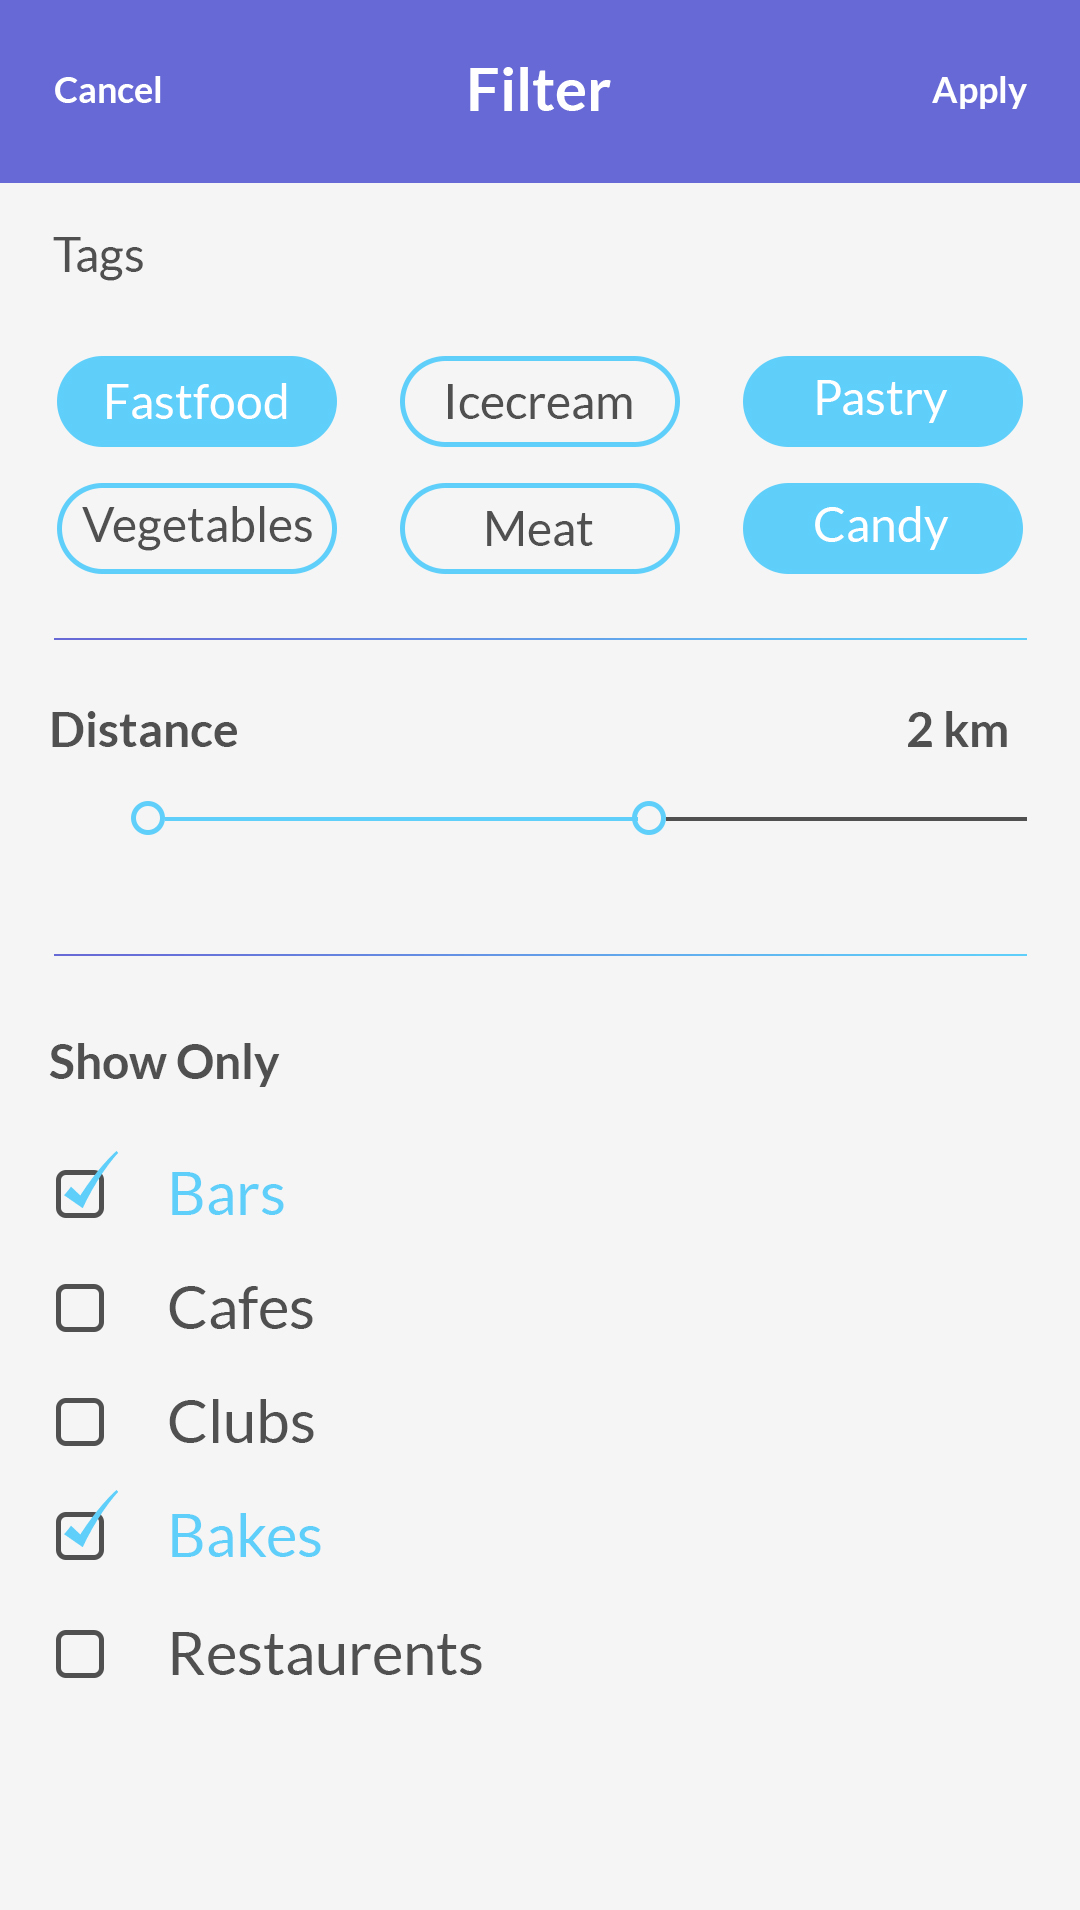 Cancel Filter Apply
Tags
Fastfood Icecream Pastry
Vegetables Meat Candy
Distance 2 km
Show Only
Bars
Cafes
Clubs
Bakes
Restaurents